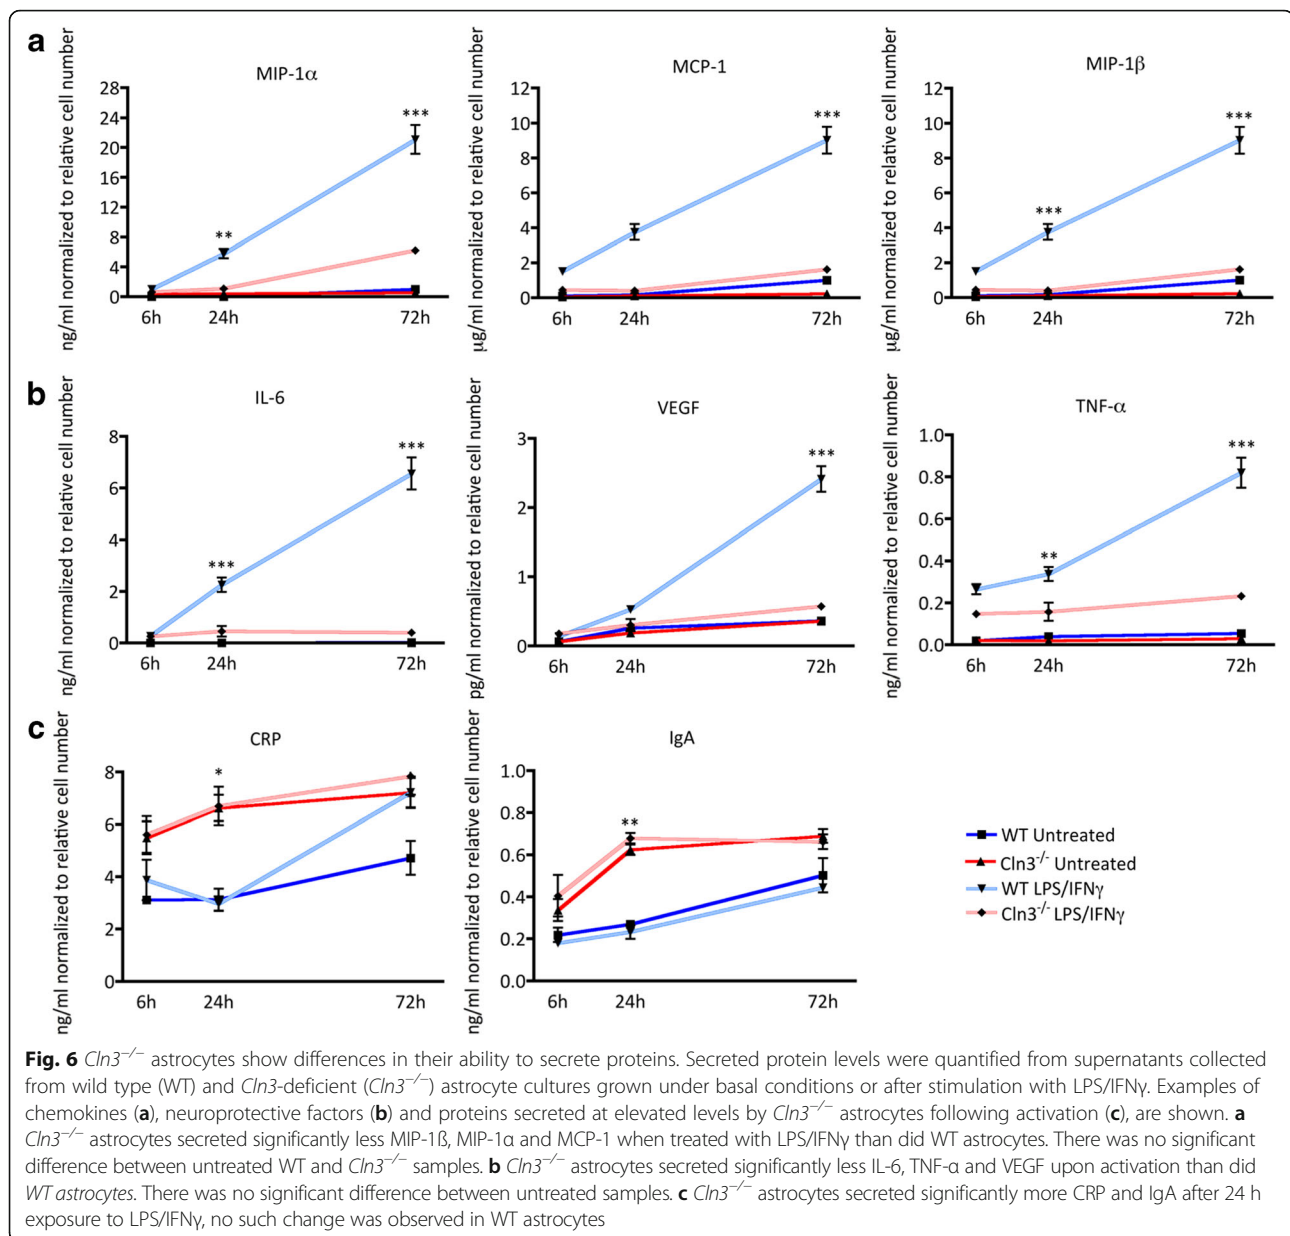 a
MIP-1α
MCP-1
MIP-1β
ng/ml normalized to relative cell number
28
24
20
16
12
8
4
0
6h 24h 72h
**
***
µg/ml normalized to relative cell number
12
10
8
6
4
2
0
6h 24h 72h
***
µg/ml normalized to relative cell number
12
10
8
6
4
2
0
6h 24h 72h
***
***
b
IL-6
VEGF
TNF-α
ng/ml normalized to relative cell number
8
6
4
2
0
6h 24h 72h
***
***
pg/ml normalized to relative cell number
3
2
1
0
6h 24h 72h
***
ng/ml normalized to relative cell number
1.0
0.8
0.6
0.4
0.2
0.0
6h 24h 72h
**
***
c
CRP
IgA
ng/ml normalized to relative cell number
8
6
4
2
0
6h 24h 72h
*
ng/ml normalized to relative cell number
1.0
0.8
0.6
0.4
0.2
0.0
6h 24h 72h
**
WT Untreated
Cln3-/- Untreated
WT LPS/IFNγ
Cln3-/- LPS/IFNγ
Fig. 6 Cln3−/− astrocytes show differences in their ability to secrete proteins. Secreted protein levels were quantified from supernatants collected
from wild type (WT) and Cln3-deficient (Cln3−/−) astrocyte cultures grown under basal conditions or after stimulation with LPS/IFNγ. Examples of
chemokines (a), neuroprotective factors (b) and proteins secreted at elevated levels by Cln3−/− astrocytes following activation (c), are shown. a
Cln3−/− astrocytes secreted significantly less MIP-1ß, MIP-1α and MCP-1 when treated with LPS/IFNγ than did WT astrocytes. There was no significant
difference between untreated WT and Cln3−/− samples. b Cln3−/− astrocytes secreted significantly less IL-6, TNF-α and VEGF upon activation than did
WT astrocytes. There was no significant difference between untreated samples. c Cln3−/− astrocytes secreted significantly more CRP and IgA after 24 h
exposure to LPS/IFNγ, no such change was observed in WT astrocytes